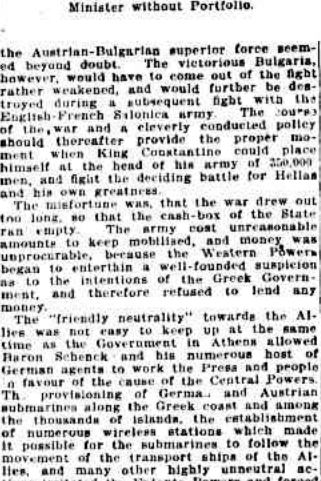 Minister without Portfolio.
the Austrian-Bulgarian superior force seem-
ed beyond doubt. The victorious Bulgaria,
however, would have to come out of the fight
rather weakened, and would further be des-
troyed during a subsequent fight with the
English-French Salonica army. The course
of the war and a cleverly conducted policy
should thereafter provide the proper mo-
ment when King Constantino could place
himself at the head of his army of 350,000
men, and fight the deciding battle for Hellas
and his own greatness.
The misfortune was, that the war drew out
too long, so that the cash-box of the State
ran empty. The army cost unreasonable
amounts to keep mobilised, and money was
unprocurable, because the Western Powers
began to enterthin a well-founded suspicion
as to the intentions of the Greek Govern-
ment, and therefore refused to lend any
money.
The "friendly neutrality" towards the Al-
lies was not easy to keep up at the same
time as the Government in Athens allowed
Baron Schenck and his numerous host of
German agents to work the Press and people
n favour of the cause of the Central Powers.
Th. provisioning of Germa.. and Austrian
submarines along the Greek coast and among
the thousands of islands, the establishment
of numerous wireless stations which made
it possible for the submarines to follow the
movement of the transport ships of the Al-
lies, and many other highly unneutral ac-